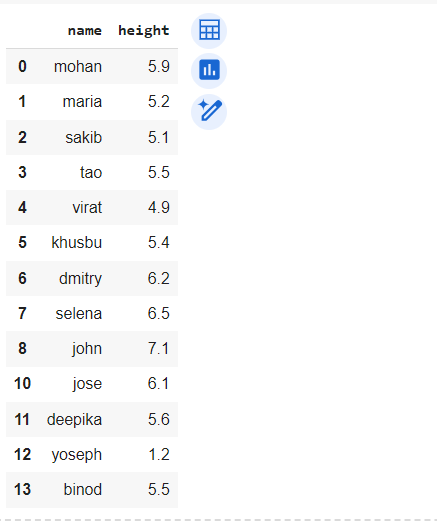 name height
0 mohan 5.9
1 maria 5.2
2 sakib 5.1
3 tao 5.5
4 virat 4.9
5 khusbu 5.4
6 dmitry 6.2
7 selena 6.5
8 john 7.1
10 jose 6.1
11 deepika 5.6
12 yoseph 1.2
13 binod 5.5